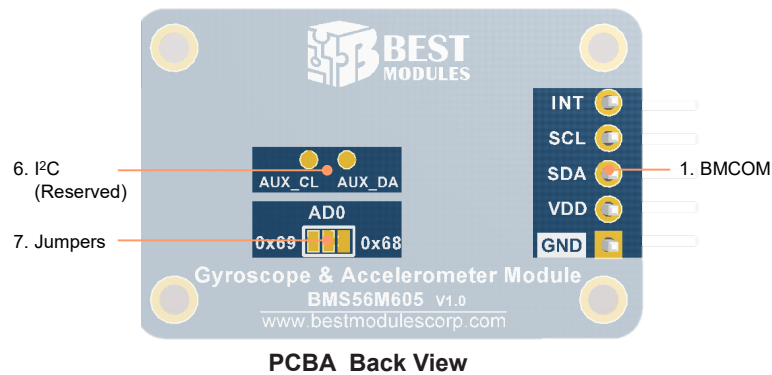 BEST
MODULES
INT
SCL
6. I²C
(Reserved)
AUX_CL AUX_DA
SDA
1. BMCOM
VDD
AD0
7. Jumpers
0x69 0x68
GND
Gyroscope & Accelerometer Module
BMS56M605 V1.0
www.bestmodulescorp.com
PCBA Back View